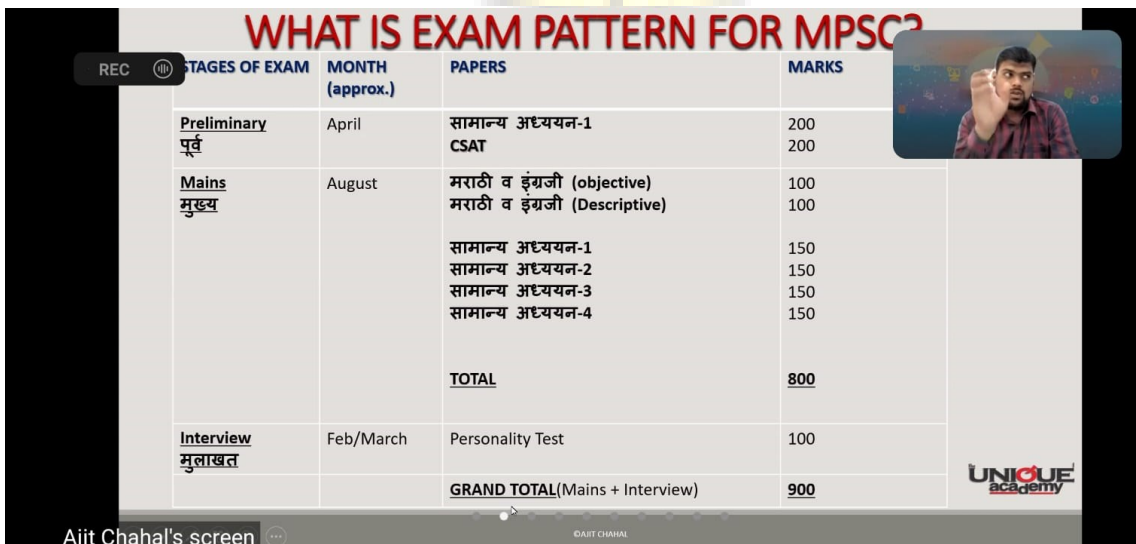 WHAT IS EXAM PATTERN FOR MPSC?
REC
STAGES OF EXAM MONTH (approx.) PAPERS MARKS
Preliminary April सामान्य अध्ययन-1 200
पूर्व CSAT 200
Mains August मराठी व इंग्रजी (objective) 100
मुख्य मराठी व इंग्रजी (Descriptive) 100
सामान्य अध्ययन-1 150
सामान्य अध्ययन-2 150
सामान्य अध्ययन-3 150
सामान्य अध्ययन-4 150
TOTAL 800
Interview Feb/March Personality Test 100
मुलाखत
GRAND TOTAL(Mains + Interview) 900
UNIQUE
academy
©AJIT CHAHAL
Ajit Chahal's screen